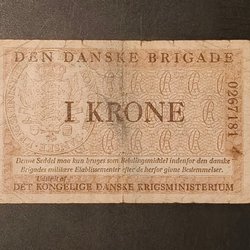 DEN DANSKE BRIGADE
1 KRONE
0267181
Denne Seddel maa kun bruges som Betalingsmiddel indenfor den danske
Brigades militære Etablissementer efter de herfor givne Bestemmelser.
Udstedt af
DET KONGELIGE DANSKE KRIGSMINISTERIUM